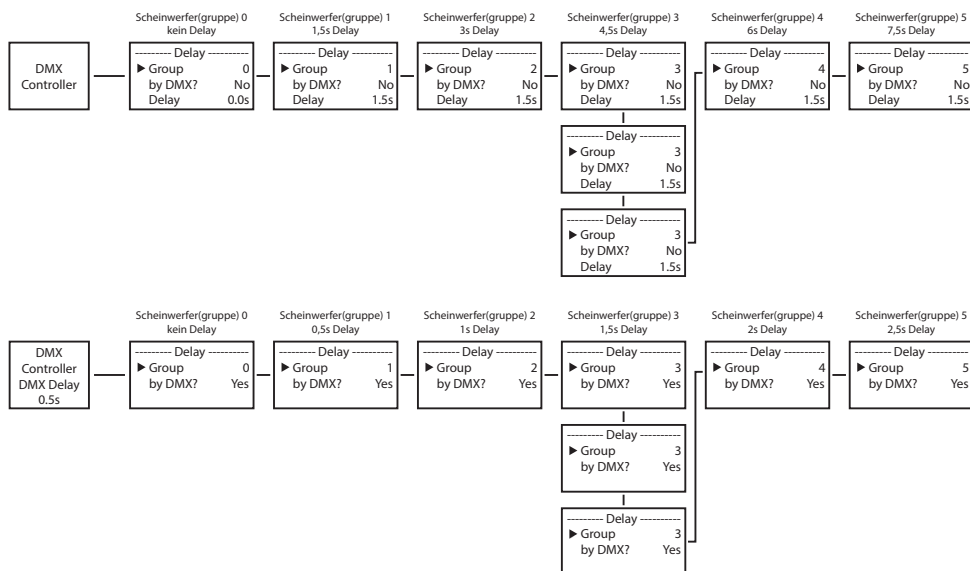 Scheinwerfer(gruppe) 0
kein Delay
Scheinwerfer(gruppe) 1
1,5s Delay
Scheinwerfer(gruppe) 2
3s Delay
Scheinwerfer(gruppe) 3
4,5s Delay
Scheinwerfer(gruppe) 4
6s Delay
Scheinwerfer(gruppe) 5
7,5s Delay
DMX
Controller
--------- Delay ----------
▶ Group 0
by DMX? No
Delay 0.0s
--------- Delay ----------
▶ Group 1
by DMX? No
Delay 1.5s
--------- Delay ----------
▶ Group 2
by DMX? No
Delay 1.5s
--------- Delay ----------
▶ Group 3
by DMX? No
Delay 1.5s
--------- Delay ----------
▶ Group 4
by DMX? No
Delay 1.5s
--------- Delay ----------
▶ Group 5
by DMX? No
Delay 1.5s
--------- Delay ----------
▶ Group 3
by DMX? No
Delay 1.5s
--------- Delay ----------
▶ Group 3
by DMX? No
Delay 1.5s
Scheinwerfer(gruppe) 0
kein Delay
Scheinwerfer(gruppe) 1
0,5s Delay
Scheinwerfer(gruppe) 2
1s Delay
Scheinwerfer(gruppe) 3
1,5s Delay
Scheinwerfer(gruppe) 4
2s Delay
Scheinwerfer(gruppe) 5
2,5s Delay
DMX
Controller
DMX Delay
0.5s
--------- Delay ----------
▶ Group 0
by DMX? Yes
--------- Delay ----------
▶ Group 1
by DMX? Yes
--------- Delay ----------
▶ Group 2
by DMX? Yes
--------- Delay ----------
▶ Group 3
by DMX? Yes
--------- Delay ----------
▶ Group 4
by DMX? Yes
--------- Delay ----------
▶ Group 5
by DMX? Yes
--------- Delay ----------
▶ Group 3
by DMX? Yes
--------- Delay ----------
▶ Group 3
by DMX? Yes